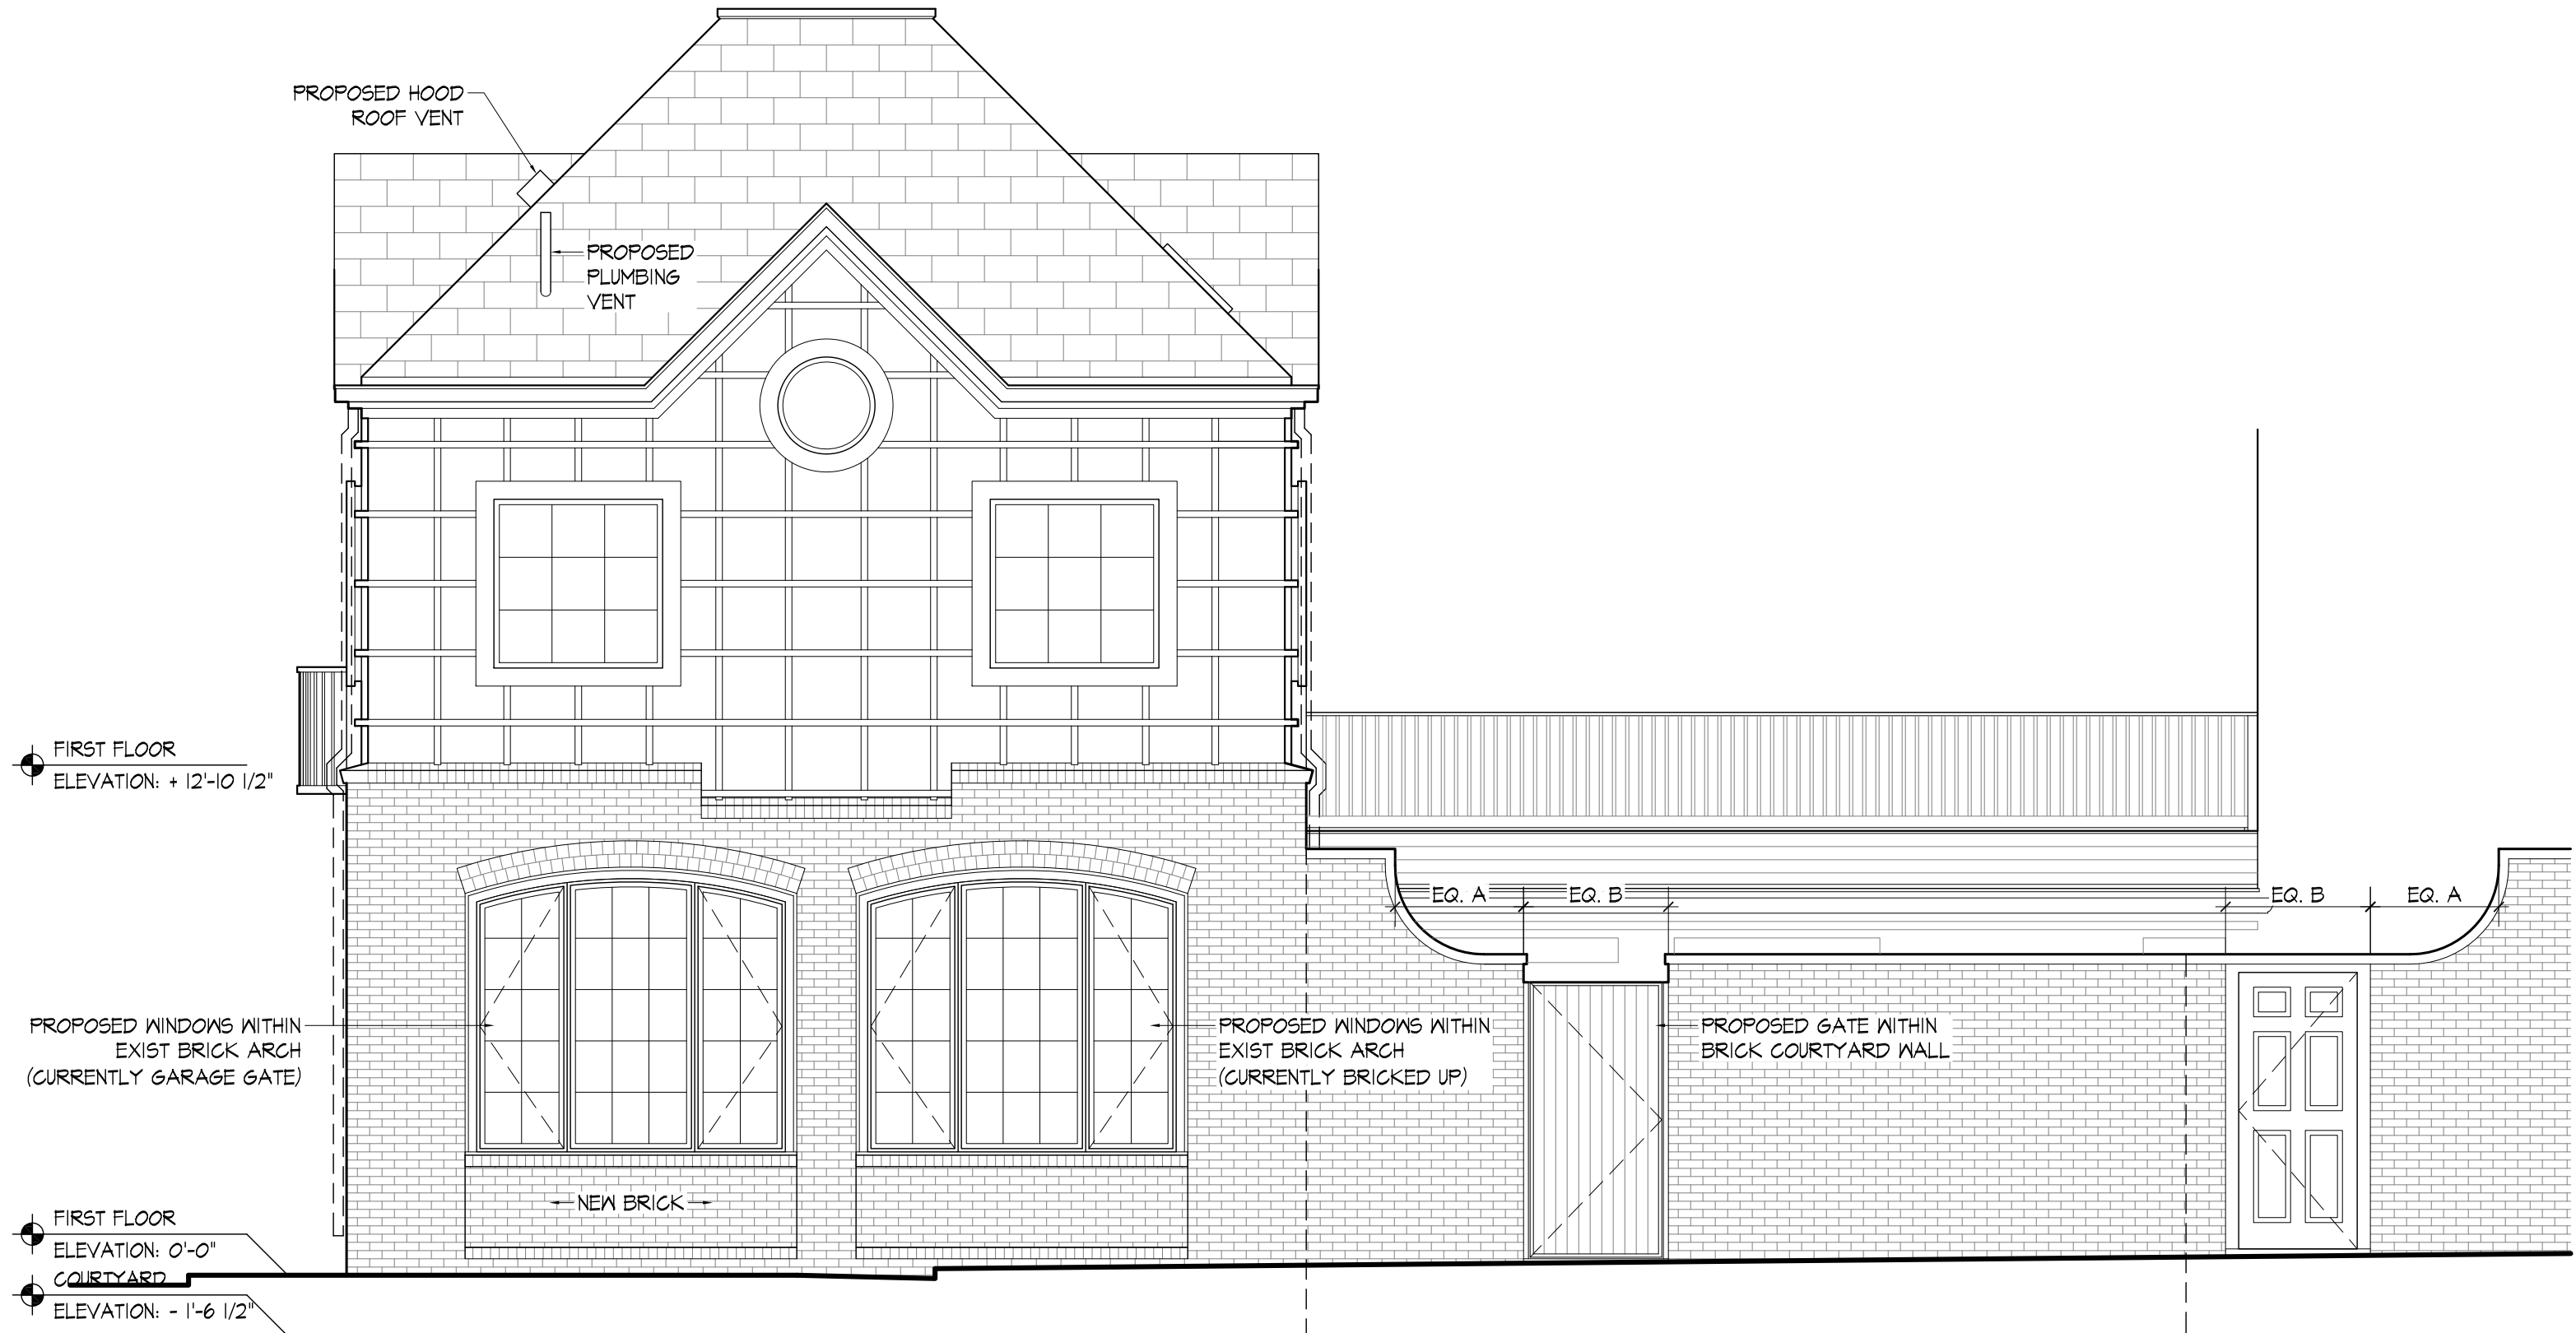 PROPOSED HOOD
ROOF VENT
PROPOSED
PLUMBING
VENT
FIRST FLOOR
ELEVATION: + 12'-10 1/2"
EQ. A
EQ. B
EQ. B
EQ. A
PROPOSED WINDOWS WITHIN
EXIST BRICK ARCH
(CURRENTLY GARAGE GATE)
PROPOSED WINDOWS WITHIN
EXIST BRICK ARCH
(CURRENTLY BRICKED UP)
PROPOSED GATE WITHIN
BRICK COURTYARD WALL
NEW BRICK
FIRST FLOOR
ELEVATION: 0'-0"
COURTYARD
ELEVATION: - 1'-6 1/2"